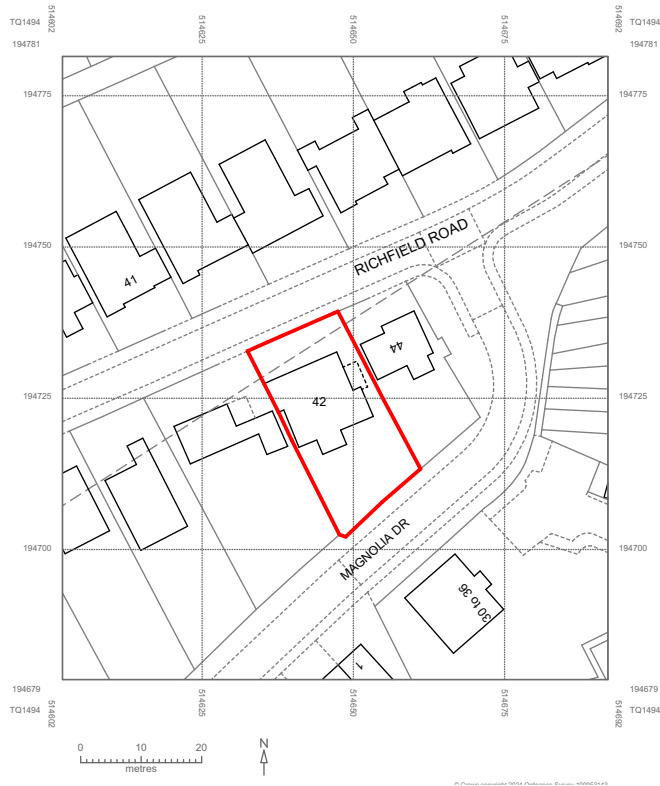 514602
514625
514650
514675
514692
TQ1494
TQ1494
194781
194781
194775
194775
194750
194750
RICHFIELD ROAD
41
44
42
194725
194725
194700
194700
MAGNOLIA DR
30 to 36
1
194679
194679
TQ1494
TQ1494
514602
514625
514650
514675
514692
0 10 20
metres
N
© Crown copyright 2024 Ordnance Survey 100053143